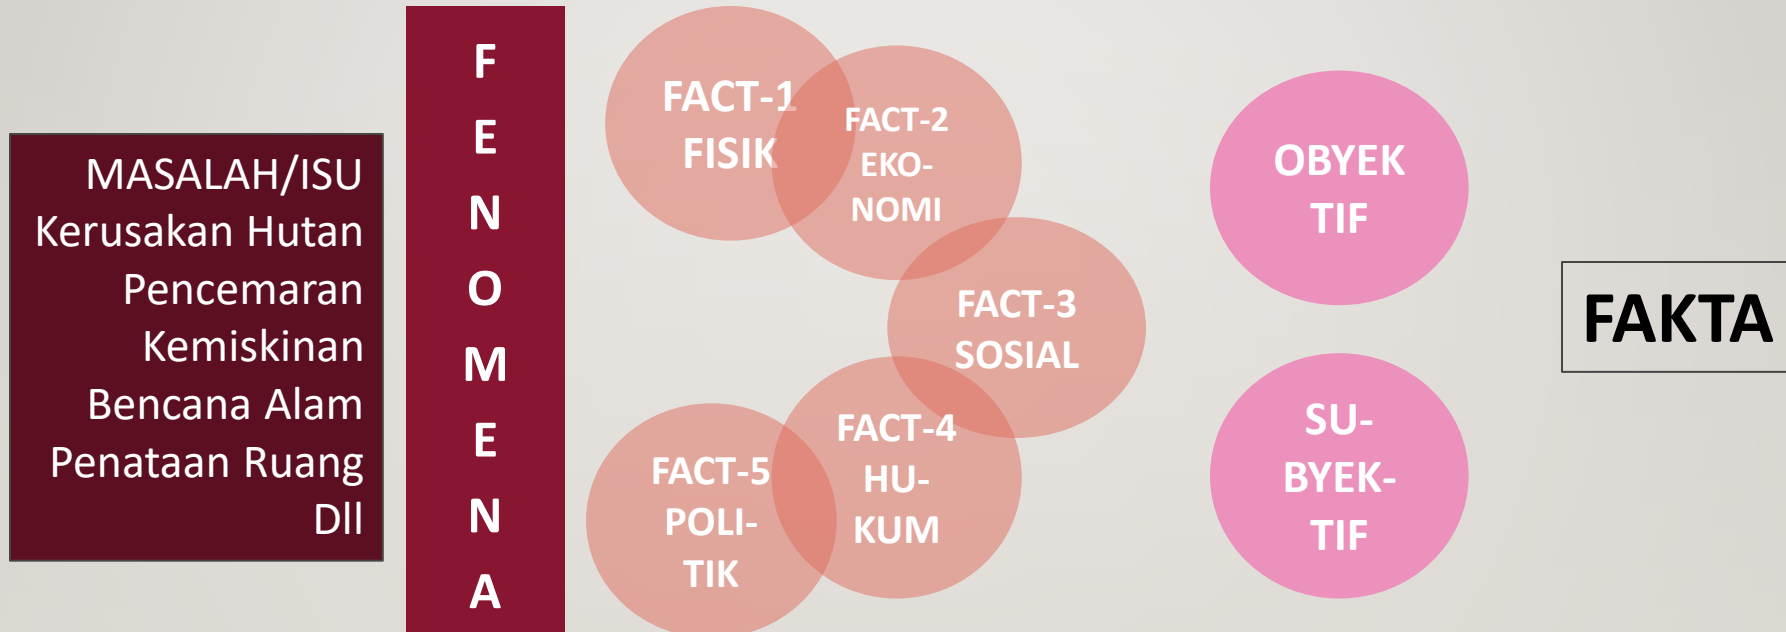 MASALAH/ISU
Kerusakan Hutan
Pencemaran
Kemiskinan
Bencana Alam
Penataan Ruang
Dll
F
E
N
O
M
E
N
A
FACT-1
FISIK
FACT-2
EKO-
NOMI
FACT-3
SOSIAL
FACT-4
HU-
KUM
FACT-5
POLI-
TIK
OBYEK
TIF
SU-
BYEK-
TIF
FAKTA